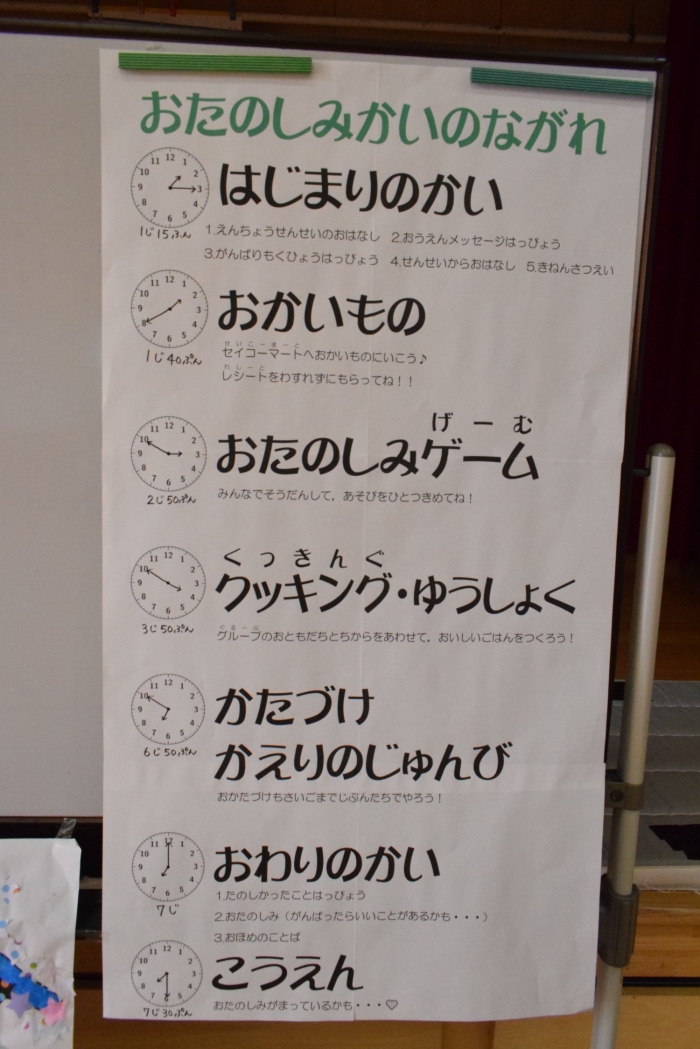 おたのしみかいのながれ
はじまりのかい
1じ15ふん
1.えんちょうせんせいのおはなし 2.おうえんメッセージはっぴょう
3.がんばりもくひょうはっぴょう 4.せんせいからおはなし 5.きねんさつえい
おかいもの
1じ40ぷん
せいこーまーと
セイコーマートへおかいものにいこう♪
れしーと
レシートをわすれずにもらってね!!
げーむ
おたのしみゲーム
2じ50ぷん
みんなでそうだんして，あそびをひとつきめてね！
くっきんぐ
クッキング・ゆうしょく
3じ50ぷん
ぐるーぷ
グループのおともだちとちからをあわせて，おいしいごはんをつくろう！
かたづけ
かえりのじゅんび
6じ50ぷん
おかたづけもさいごまでじぶんたちでやろう！
おわりのかい
7じ
1.たのしかったことはっぴょう
2.おたのしみ（がんばったらいいことがあるかも・・・）
3.おほめのことば
こうえん
7じ30ぷん
おたのしみがまっているかも・・・♡